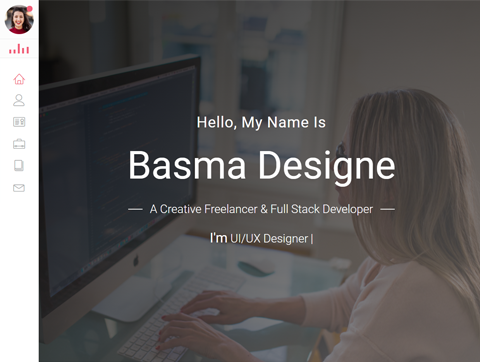 Hello, My Name Is
Basma Designe
A Creative Freelancer & Full Stack Developer
I'm UI/UX Designer |